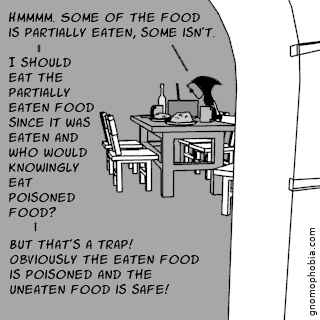 HMMMM. SOME OF THE FOOD
IS PARTIALLY EATEN, SOME ISN'T.
I SHOULD
EAT THE
PARTIALLY
EATEN FOOD
SINCE IT WAS
EATEN AND
WHO WOULD
KNOWINGLY
EAT
POISONED
FOOD?
BUT THAT'S A TRAP!
OBVIOUSLY THE EATEN FOOD
IS POISONED AND THE
UNEATEN FOOD IS SAFE!
gnomophobia.com